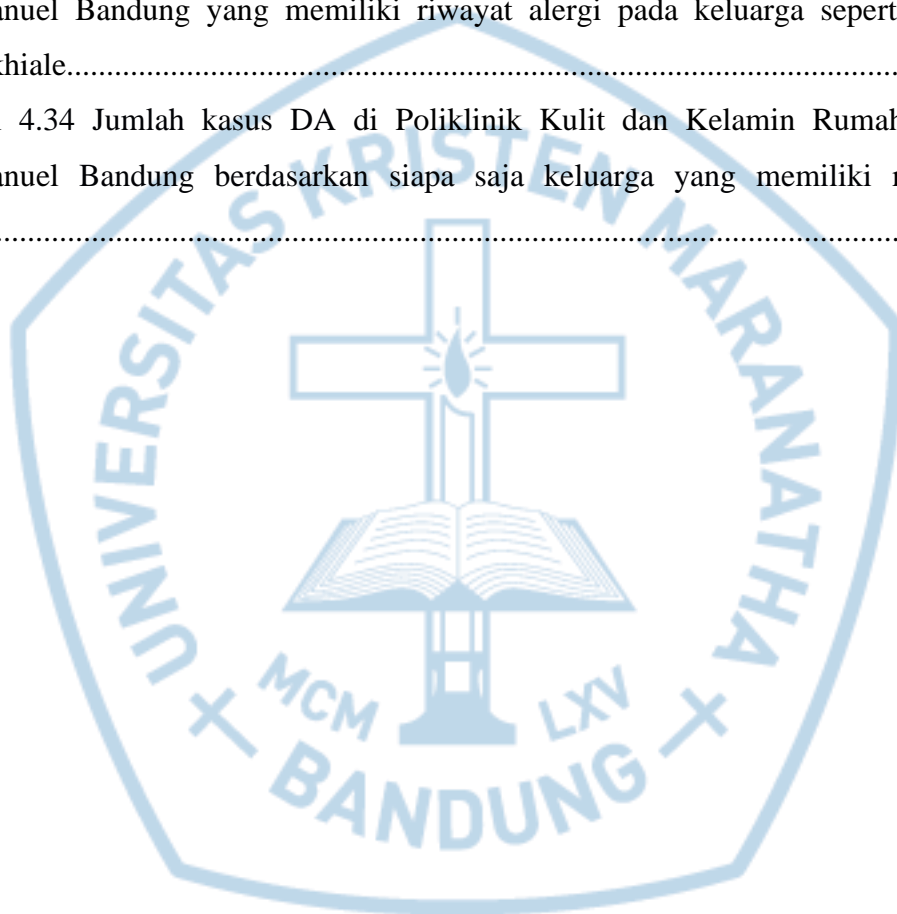 anuel Bandung yang memiliki riwayat alergi pada keluarga sepert
khiale................................................................................................................
4.34 Jumlah kasus DA di Poliklinik Kulit dan Kelamin Rumah
anuel Bandung berdasarkan siapa saja keluarga yang memiliki
................................................................................................................
UNIVERSITAS KRISTEN MARANATHA
MCM LXV
BANDUNG